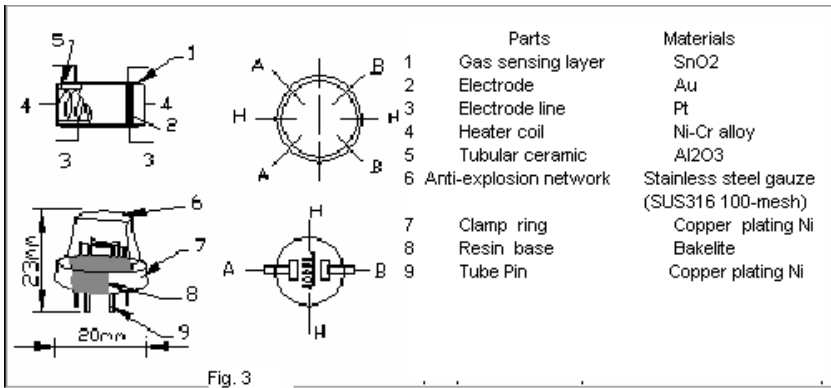 5
1
4
4
2
3
3
A
B
H
H
A
B
6
7
8
9
23mm
20mm
H
A
B
H
Fig. 3
Parts Materials
1 Gas sensing layer SnO2
2 Electrode Au
3 Electrode line Pt
4 Heater coil Ni-Cr alloy
5 Tubular ceramic Al2O3
6 Anti-explosion network Stainless steel gauze
(SUS316 100-mesh)
7 Clamp ring Copper plating Ni
8 Resin base Bakelite
9 Tube Pin Copper plating Ni